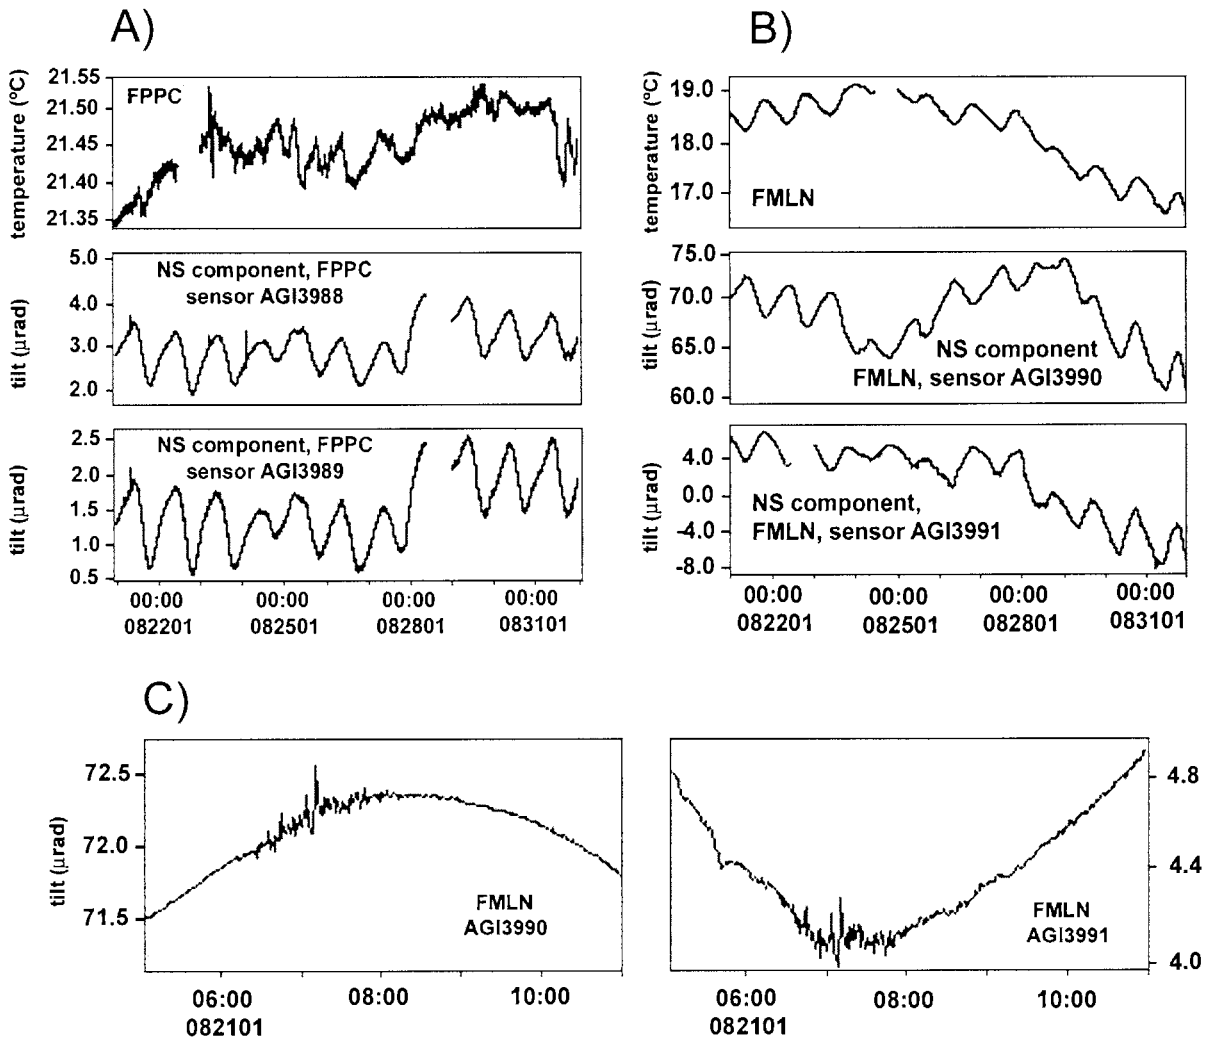 A)
B)
temperature (ºC)
21.55
21.50
21.45
21.40
21.35
FPPC
temperature (ºC)
19.0
18.0
17.0
FMLN
tilt (μrad)
5.0
4.0
3.0
2.0
NS component, FPPC
sensor AGI3988
tilt (μrad)
75.0
70.0
65.0
60.0
NS component
FMLN, sensor AGI3990
tilt (μrad)
2.5
2.0
1.5
1.0
0.5
NS component, FPPC
sensor AGI3989
00:00 00:00 00:00 00:00
082201 082501 082801 083101
tilt (μrad)
4.0
0.0
-4.0
-8.0
NS component,
FMLN, sensor AGI3991
00:00 00:00 00:00 00:00
082201 082501 082801 083101
C)
tilt (μrad)
72.5
72.0
71.5
FMLN
AGI3990
06:00 08:00 10:00
082101
4.8
4.4
4.0
FMLN
AGI3991
06:00 08:00 10:00
082101